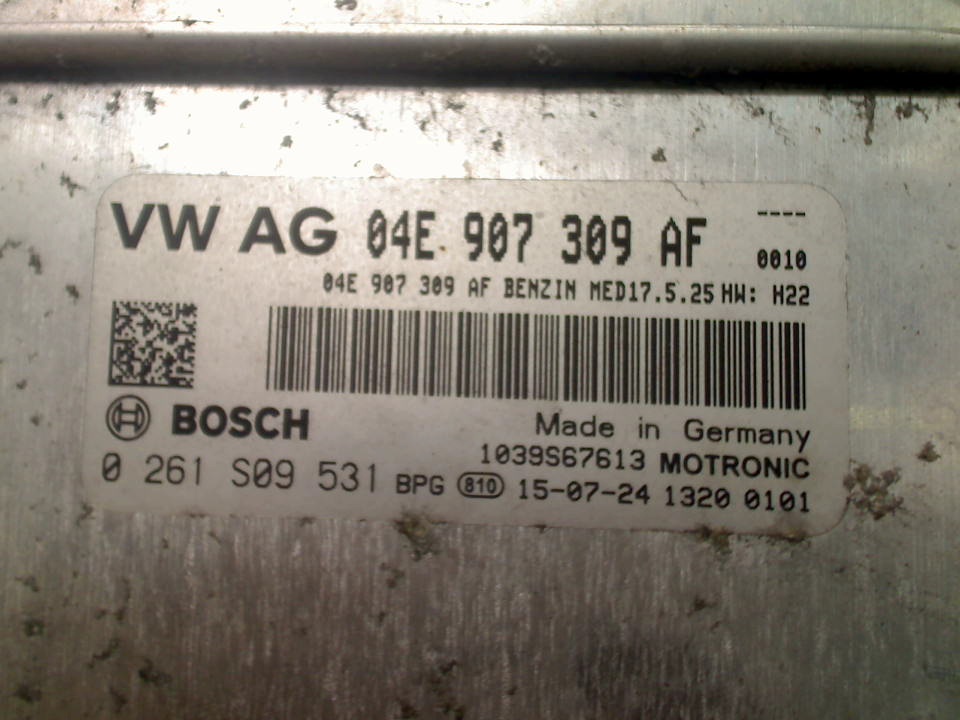 VW AG 04E 907 309 AF ----
0010
04E 907 309 AF BENZIN MED17.5.25 HW: H22
BOSCH
Made in Germany
1039S67613 MOTRONIC
0 261 S09 531 BPG 810 15-07-24 1320 0101